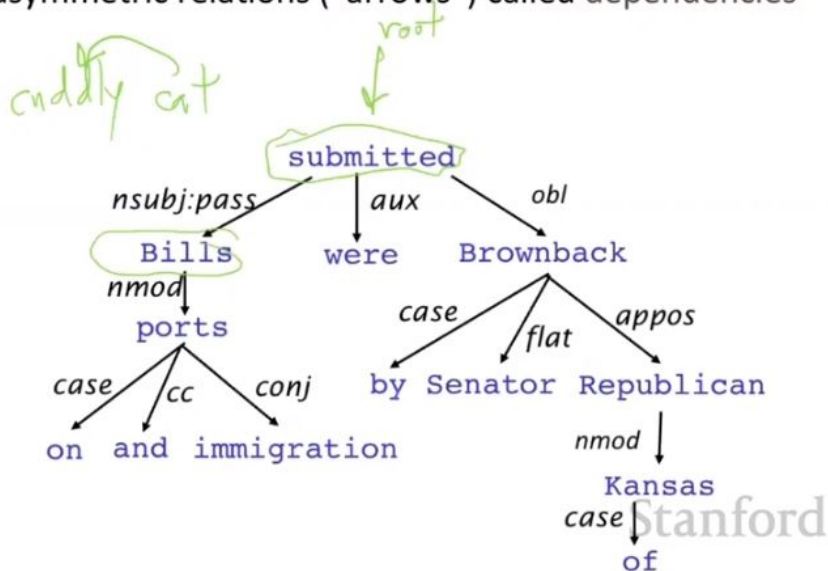 asymmetric relations ("arrows") called dependencies
root
cuddly cat
submitted
nsubj:pass aux obl
Bills were Brownback
nmod
case flat appos
ports
case cc conj
by Senator Republican
on and immigration
nmod
Kansas
case Stanford
of